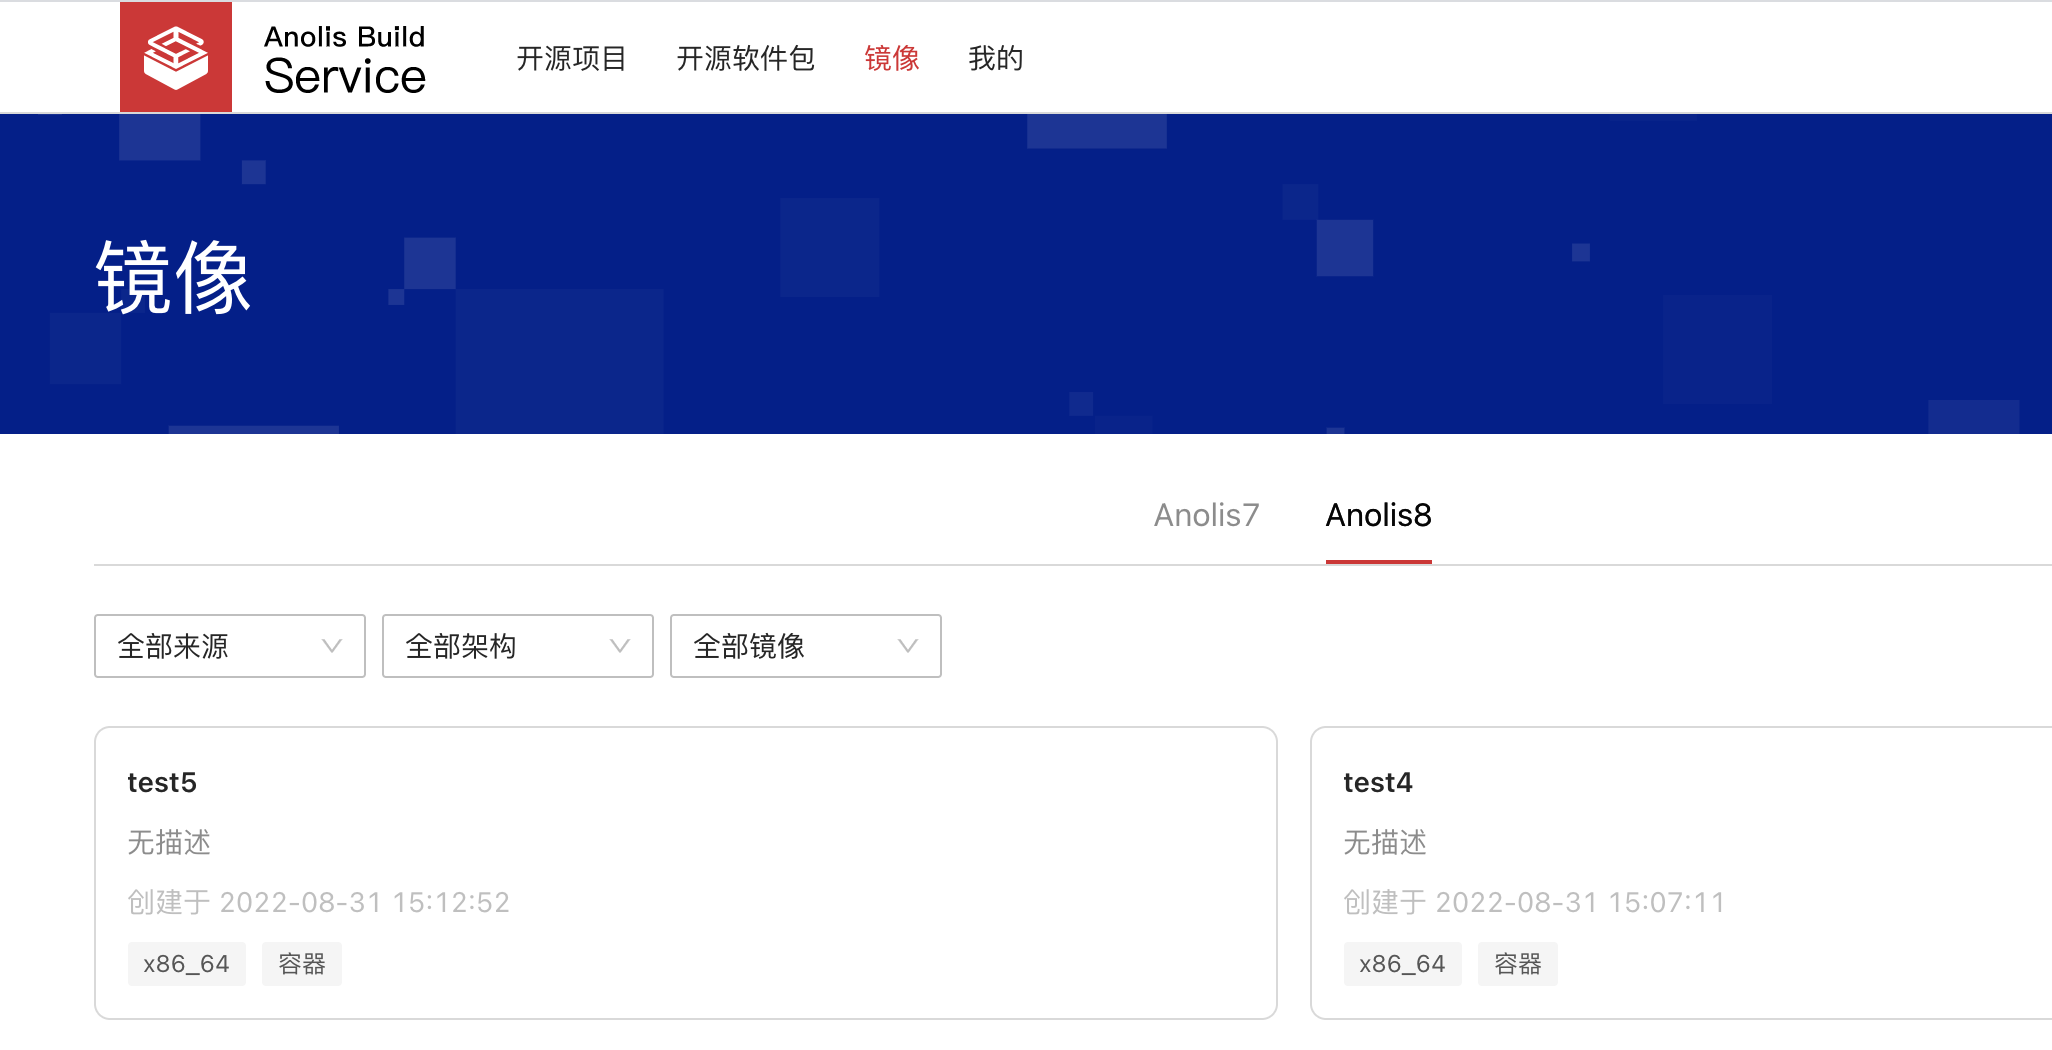 Anolis Build
Service
开源项目 开源软件包 镜像 我的
镜像
Anolis7 Anolis8
全部来源 全部架构 全部镜像
test5
无描述
创建于 2022-08-31 15:12:52
x86_64 容器
test4
无描述
创建于 2022-08-31 15:07:11
x86_64 容器